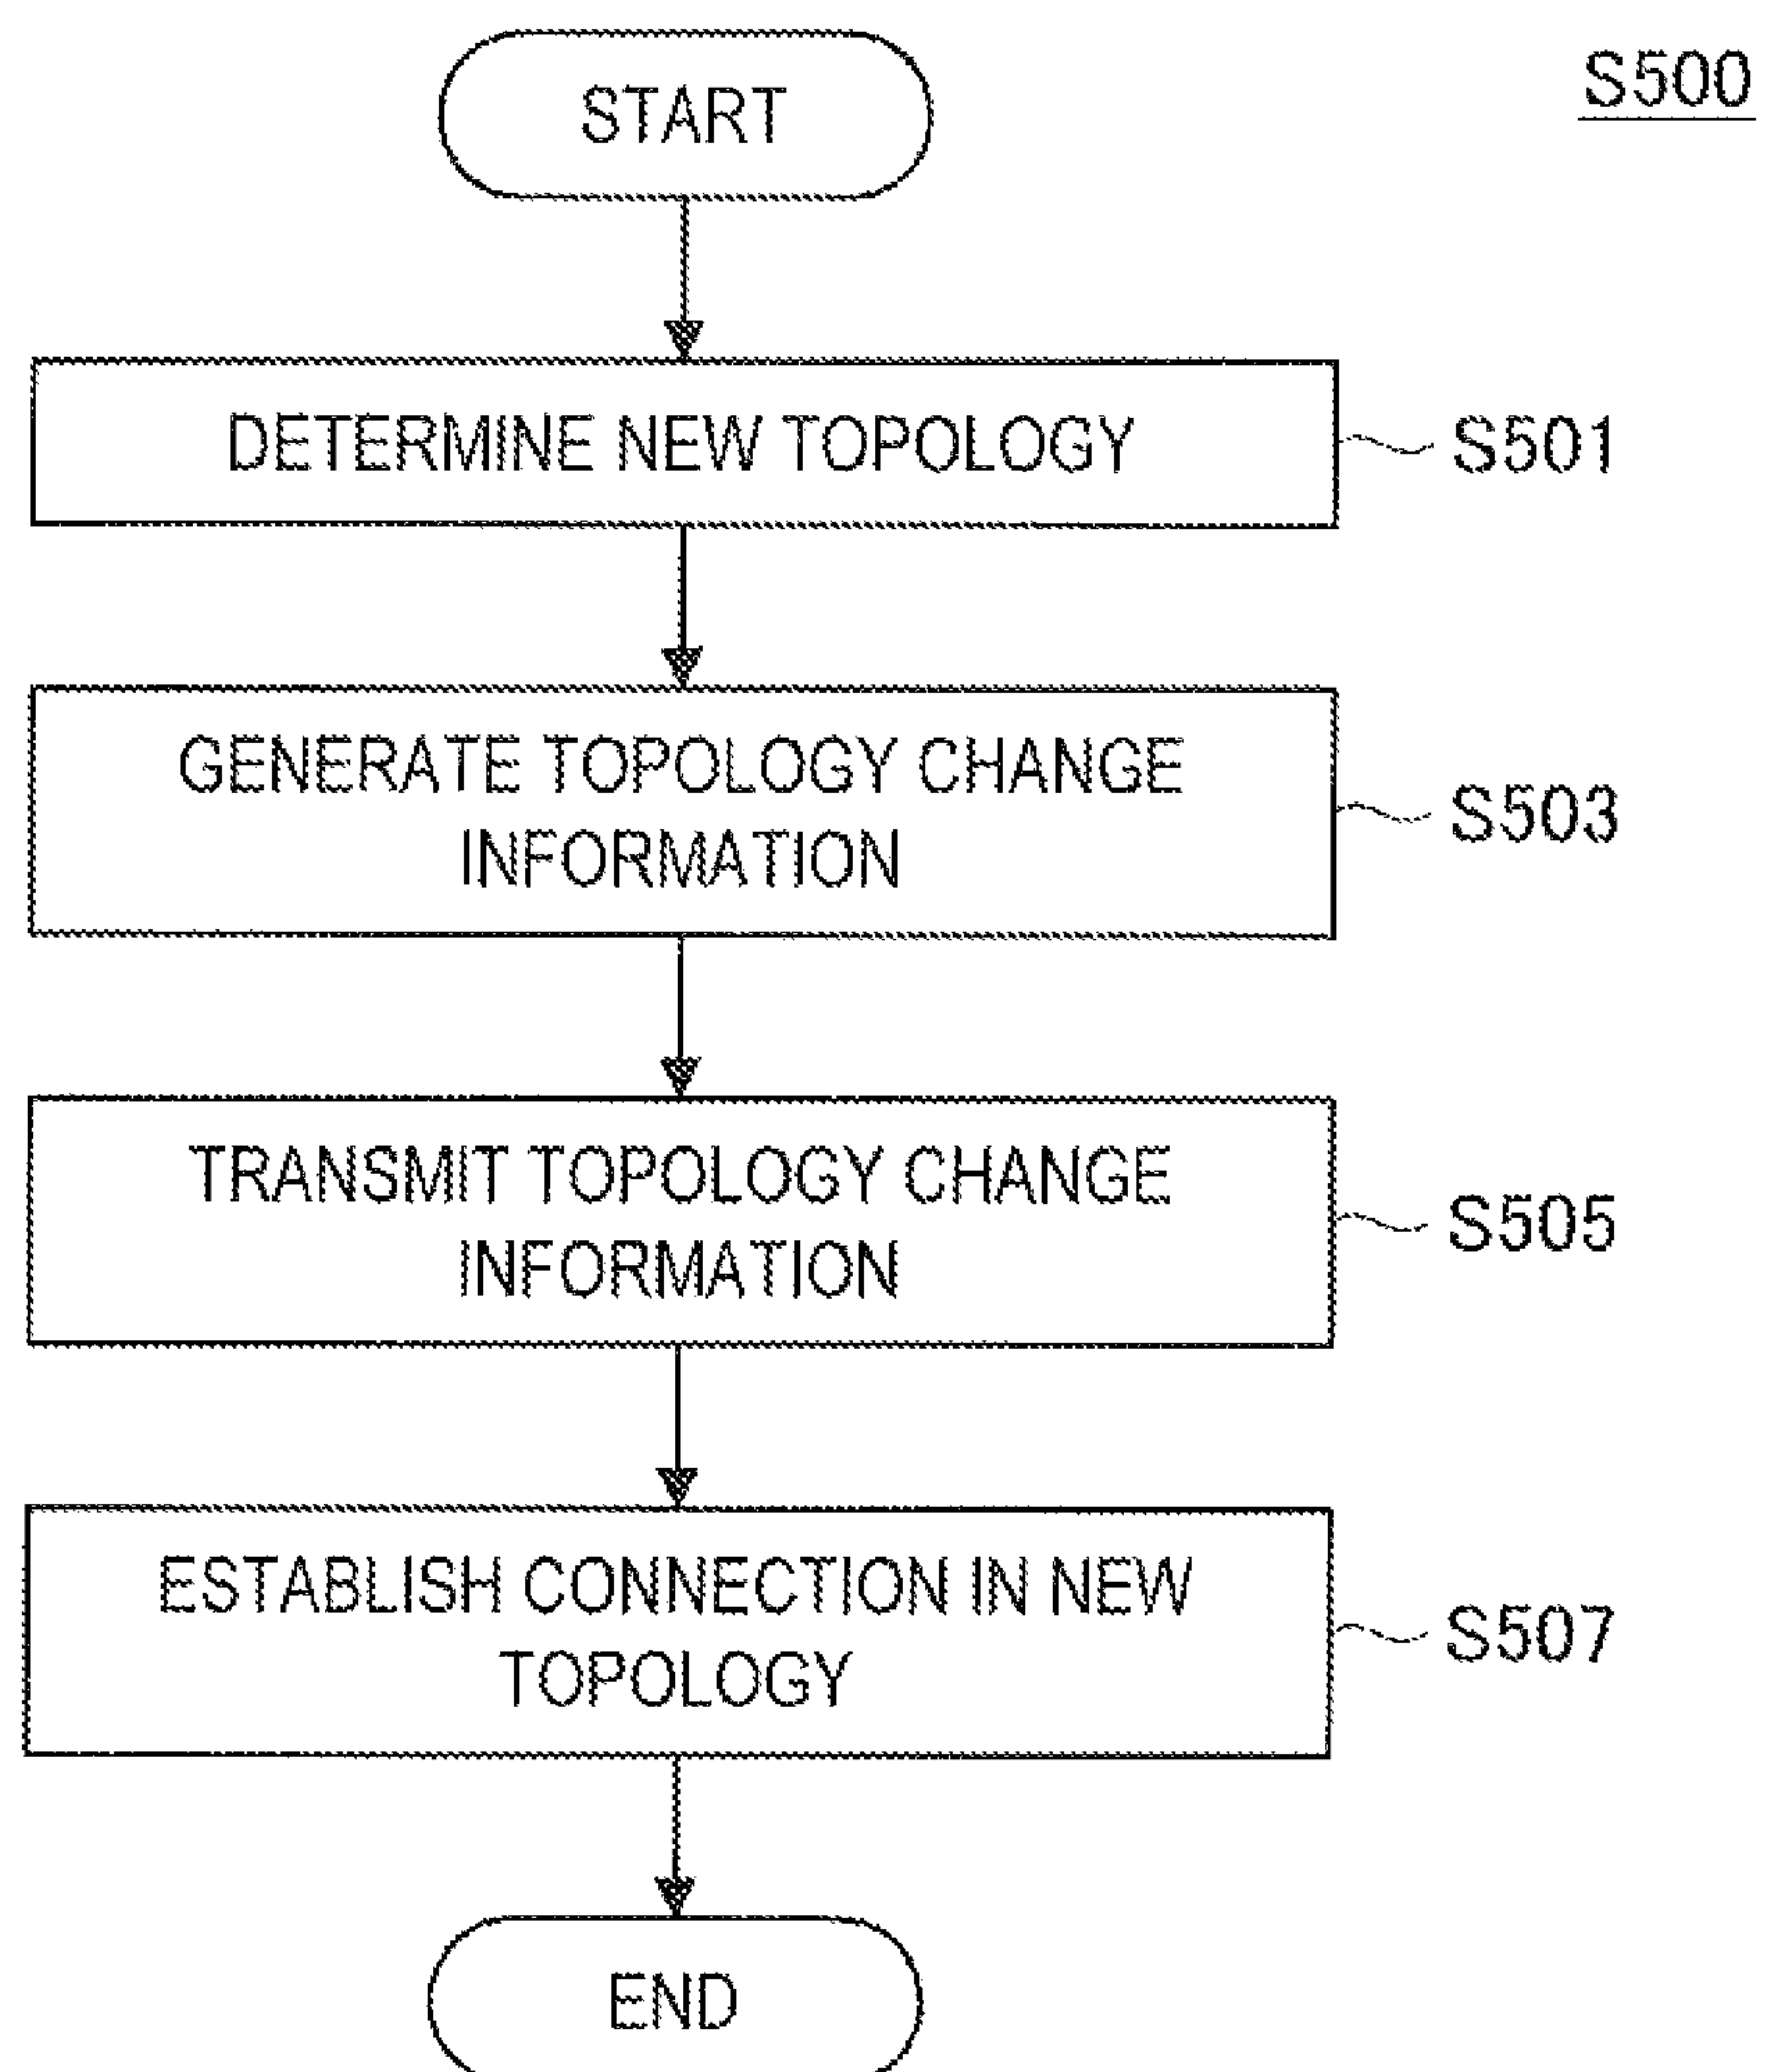 S500
START
DETERMINE NEW TOPOLOGY
S501
GENERATE TOPOLOGY CHANGE
INFORMATION
S503
TRANSMIT TOPOLOGY CHANGE
INFORMATION
S505
ESTABLISH CONNECTION IN NEW
TOPOLOGY
S507
END